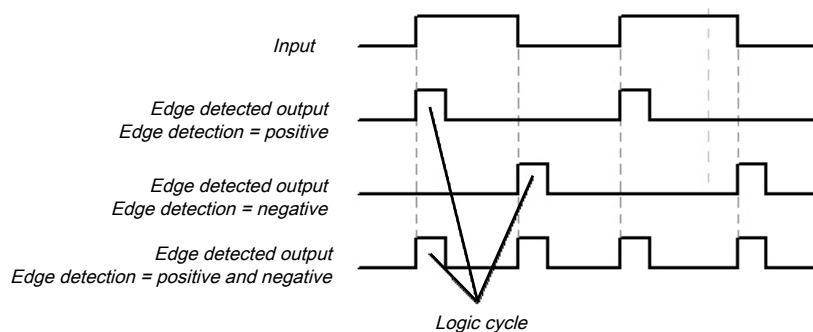 Input
Edge detected output
Edge detection = positive
Edge detected output
Edge detection = negative
Edge detected output
Edge detection = positive and negative
Logic cycle